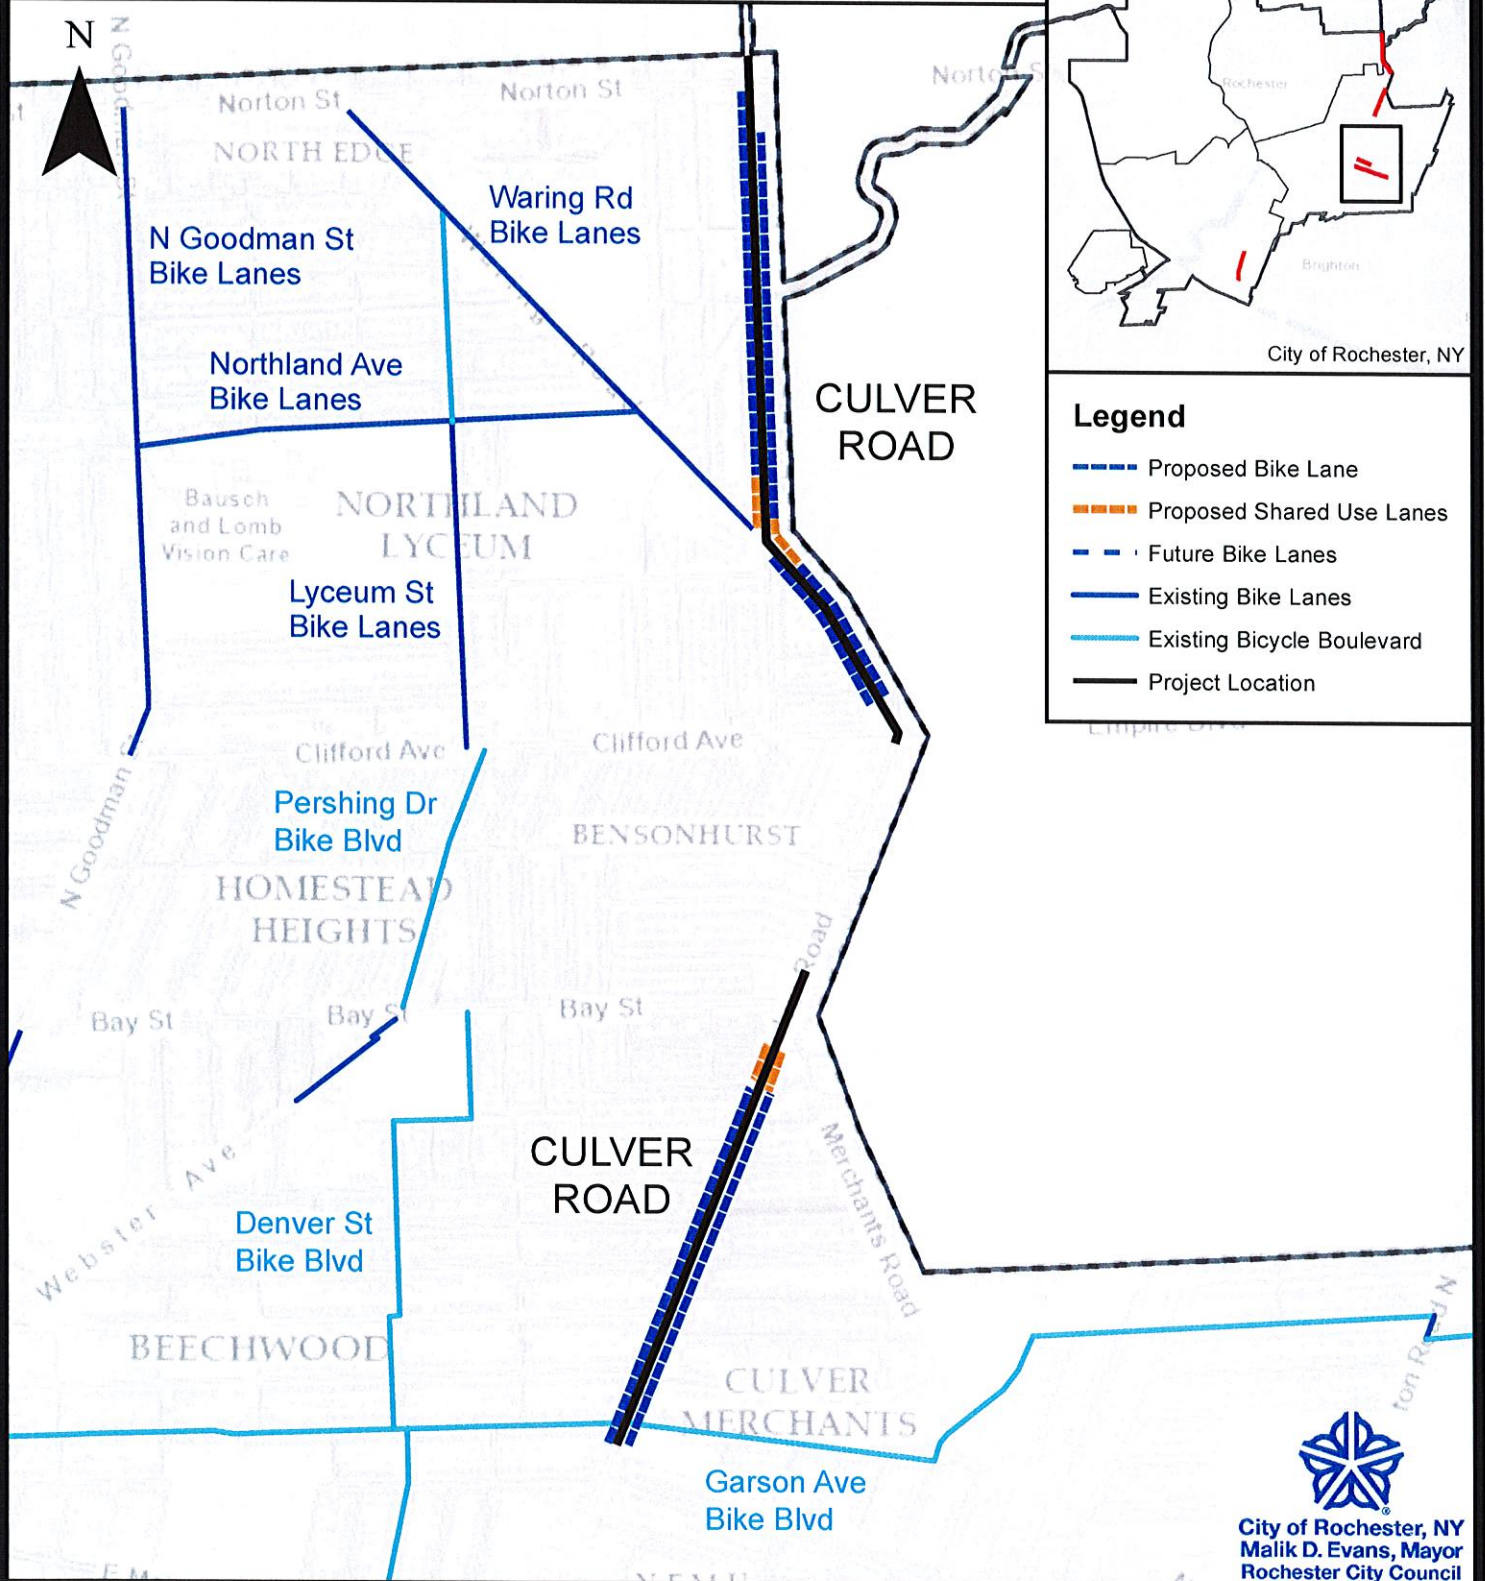 N
Norton St
Norton St
NORTH EDGE
Waring Rd
Bike Lanes
N Goodman St
Bike Lanes
Northland Ave
Bike Lanes
CULVER
ROAD
Bausch
and Lomb
Vision Care
NORTHLAND
LYCEUM
Lyceum St
Bike Lanes
Clifford Ave
Clifford Ave
Pershing Dr
Bike Blvd
BENSONHURST
N Goodman
HOMESTEAD
HEIGHTS
Road
Bay St
Bay St
Bay St
CULVER
ROAD
Webster Ave
Merchants Road
Denver St
Bike Blvd
BEECHWOOD
CULVER
MERCHANTS
Garson Ave
Bike Blvd
Rochester
Brighton
City of Rochester, NY
Legend
Proposed Bike Lane
Proposed Shared Use Lanes
Future Bike Lanes
Existing Bike Lanes
Existing Bicycle Boulevard
Project Location
Empire Blvd
City of Rochester, NY
Malik D. Evans, Mayor
Rochester City Council